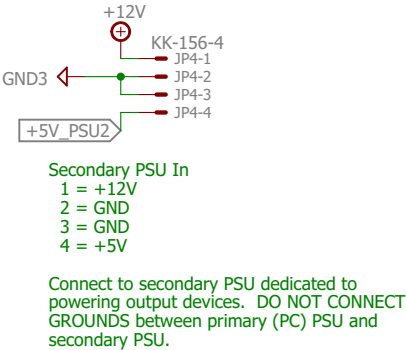 +12V
KK-156-4
JP4-1
GND3
JP4-2
JP4-3
JP4-4
+5V_PSU2
Secondary PSU In
1 = +12V
2 = GND
3 = GND
4 = +5V
Connect to secondary PSU dedicated to
powering output devices.  DO NOT CONNECT
GROUNDS between primary (PC) PSU and
secondary PSU.